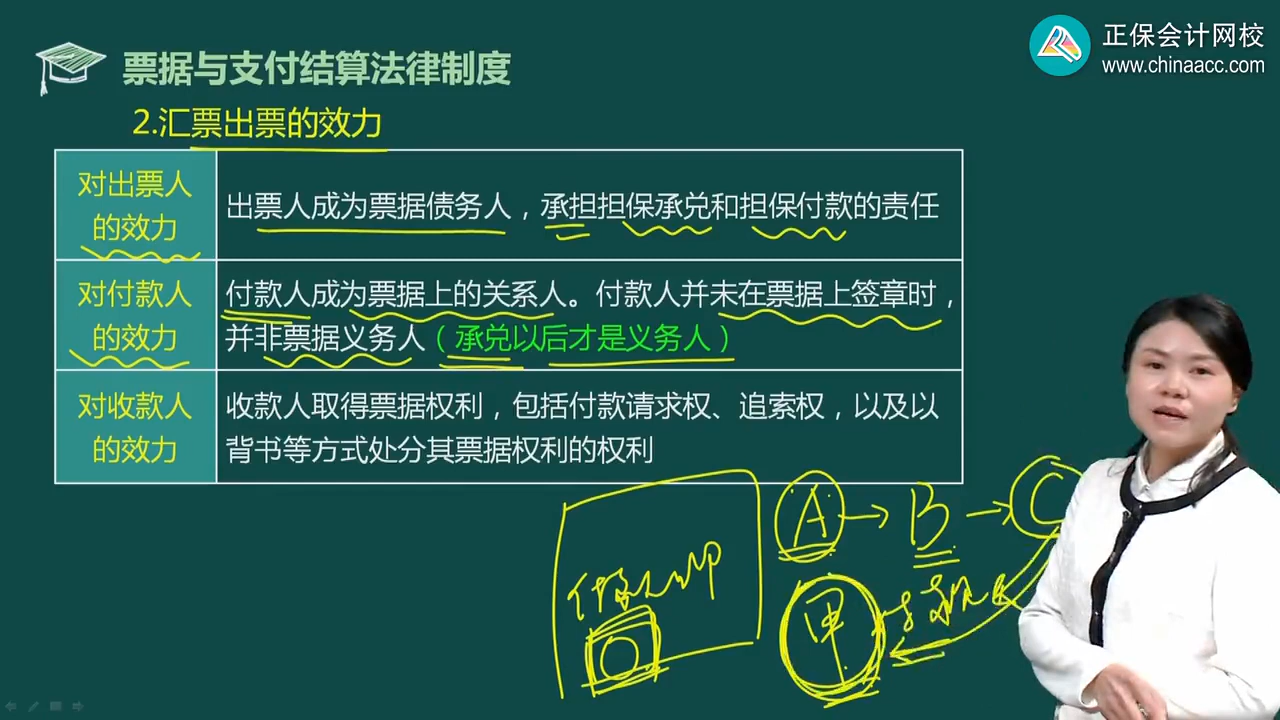 正保会计网校
www.chinaacc.com
票据与支付结算法律制度
2.汇票出票的效力
对出票人
的效力
出票人成为票据债务人，承担担保承兑和担保付款的责任
对付款人
的效力
付款人成为票据上的关系人。付款人并未在票据上签章时，
并非票据义务人（承兑以后才是义务人）
对收款人
的效力
收款人取得票据权利，包括付款请求权、追索权，以及以
背书等方式处分其票据权利的权利
A → B → C
甲